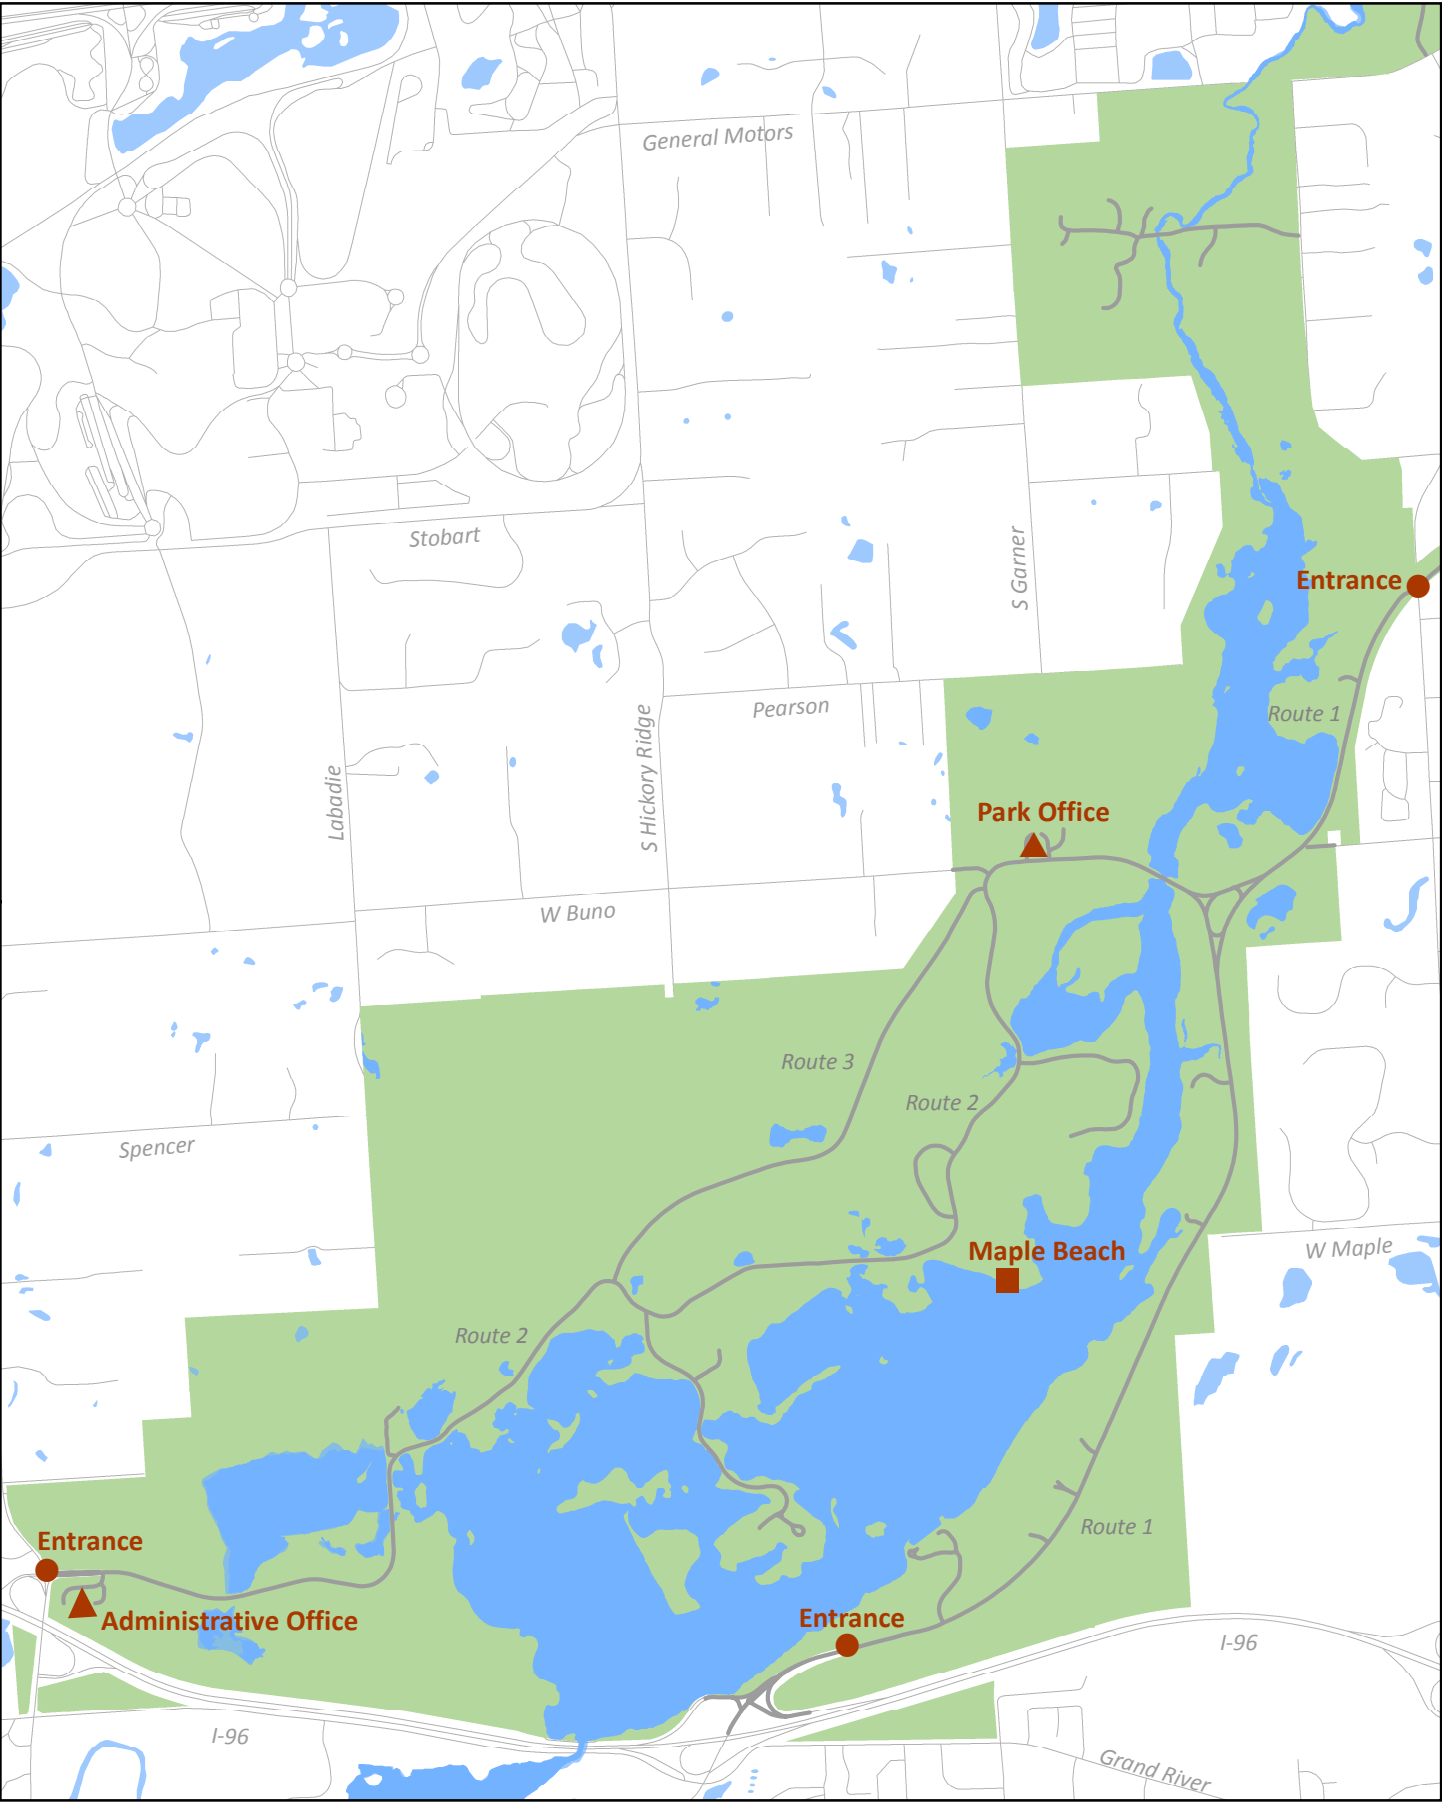 General Motors
Stobart
S Garner
Entrance
Pearson
S Hickory Ridge
Route 1
Labadie
Park Office
W Buno
Route 3
Route 2
Spencer
Maple Beach
W Maple
Route 2
Route 1
Entrance
Administrative Office
Entrance
I-96
I-96
Grand River